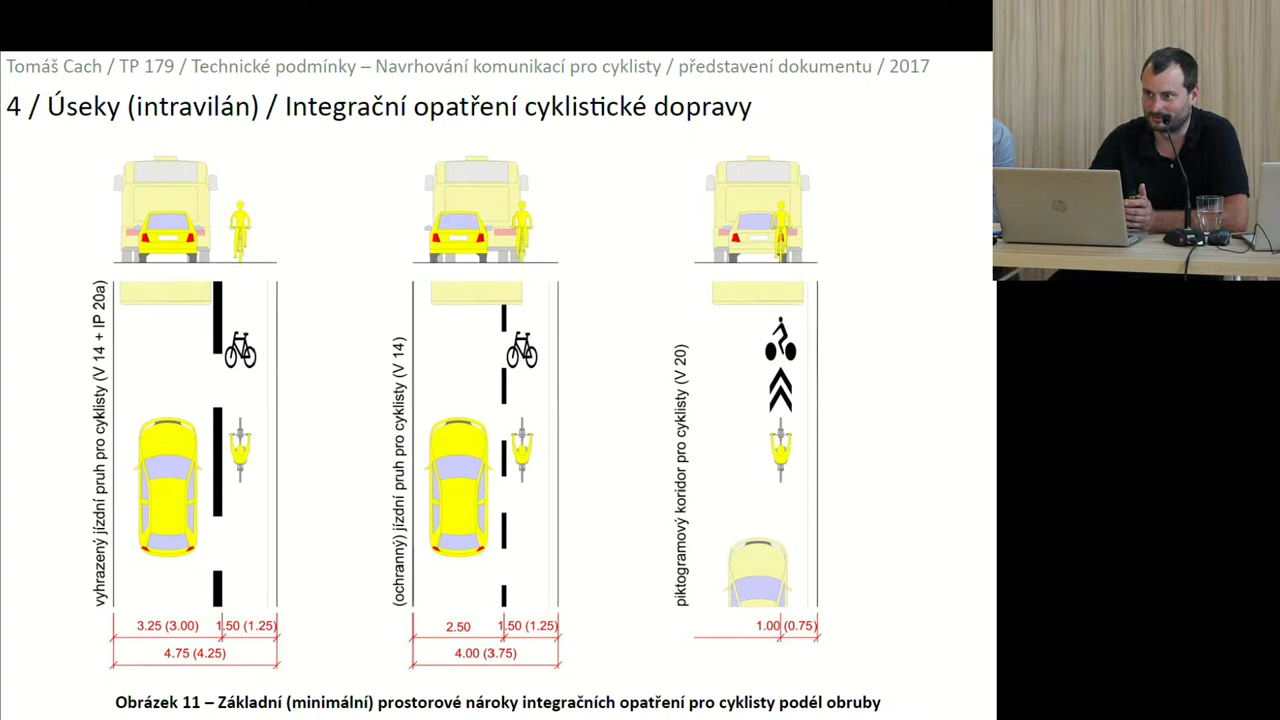 Tomáš Cach / TP 179 / Technické podmínky – Navrhování komunikací pro cyklisty / představení dokumentu / 2017
4 / Úseky (intravilán) / Integrační opatření cyklistické dopravy
vyhrazený jízdní pruh pro cyklisty (V 14 + IP 20a)
(ochranný) jízdní pruh pro cyklisty (V 14)
piktogramový koridor pro cyklisty (V 20)
3.25 (3.00) 1.50 (1.25)
4.75 (4.25)
2.50 1.50 (1.25)
4.00 (3.75)
1.00 (0.75)
Obrázek 11 – Základní (minimální) prostorové nároky integračních opatření pro cyklisty podél obruby